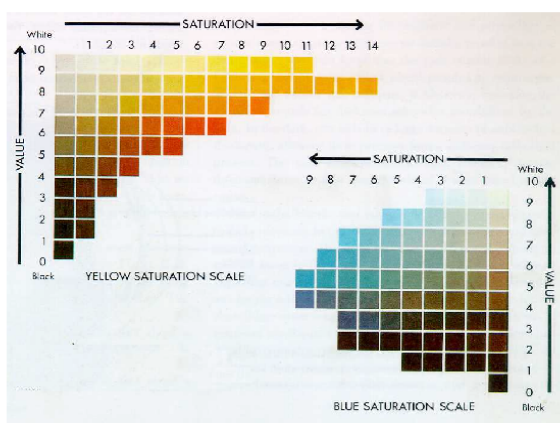 SATURATION
White
1 2 3 4 5 6 7 8 9 10 11 12 13 14
10
9
8
7
6
5
4
3
2
1
0
Black
VALUE
YELLOW SATURATION SCALE
SATURATION
White
9 8 7 6 5 4 3 2 1
10
9
8
7
6
5
4
3
2
1
0
Black
VALUE
BLUE SATURATION SCALE